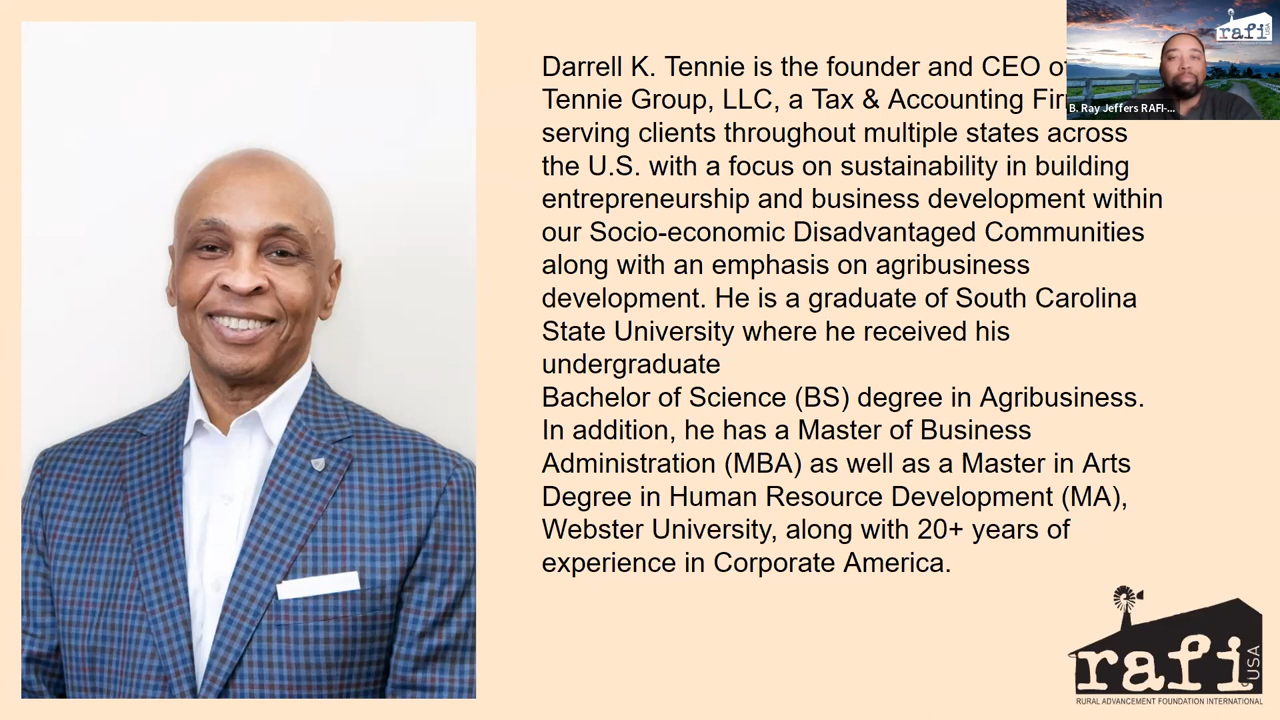 Darrell K. Tennie is the founder and CEO of
Tennie Group, LLC, a Tax & Accounting
serving clients throughout multiple states across
the U.S. with a focus on sustainability in building
entrepreneurship and business development within
our Socio-economic Disadvantaged Communities
along with an emphasis on agribusiness
development. He is a graduate of South Carolina
State University where he received his
undergraduate
Bachelor of Science (BS) degree in Agribusiness.
In addition, he has a Master of Business
Administration (MBA) as well as a Master in Arts
Degree in Human Resource Development (MA),
Webster University, along with 20+ years of
experience in Corporate America.
rafi USA
B. Ray Jeffers RAFI-...
rafi USA
RURAL ADVANCEMENT FOUNDATION INTERNATIONAL